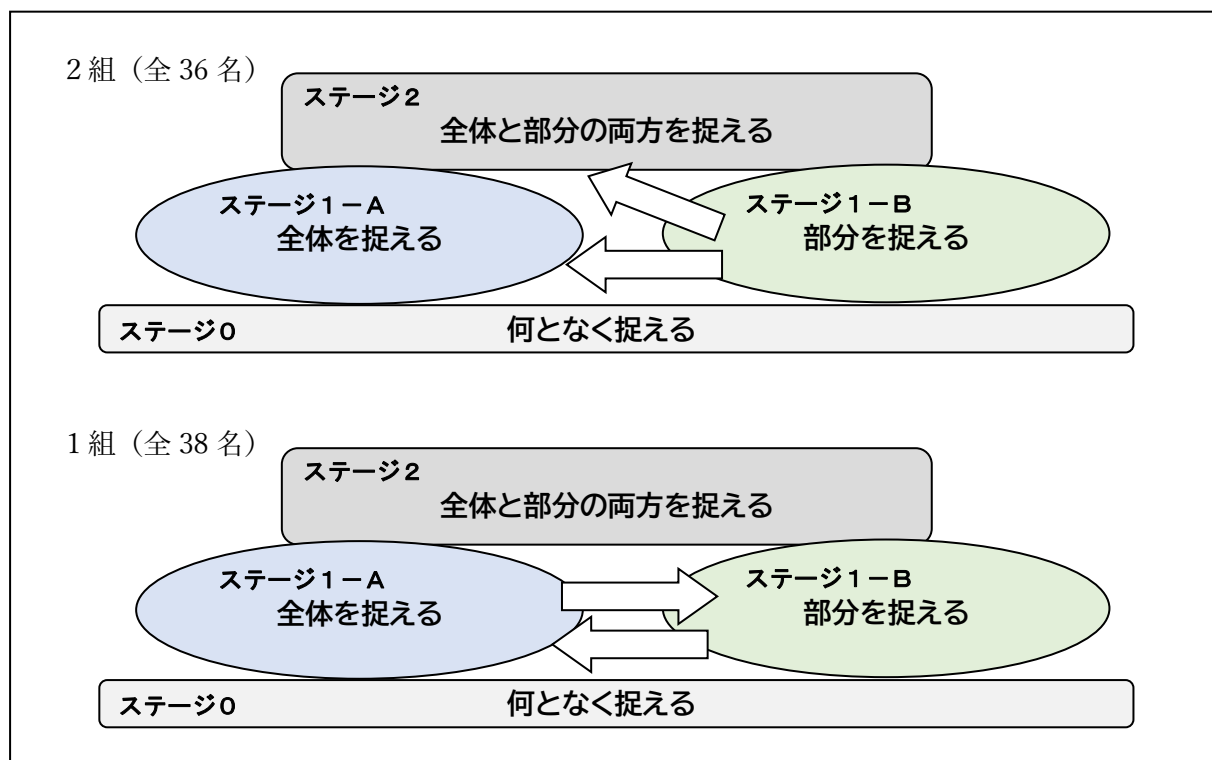 2 組（全 36 名）
ステージ２
全体と部分の両方を捉える
ステージ１－Ａ
全体を捉える
ステージ１－Ｂ
部分を捉える
ステージ０
何となく捉える
1 組（全 38 名）
ステージ２
全体と部分の両方を捉える
ステージ１－Ａ
全体を捉える
ステージ１－Ｂ
部分を捉える
ステージ０
何となく捉える